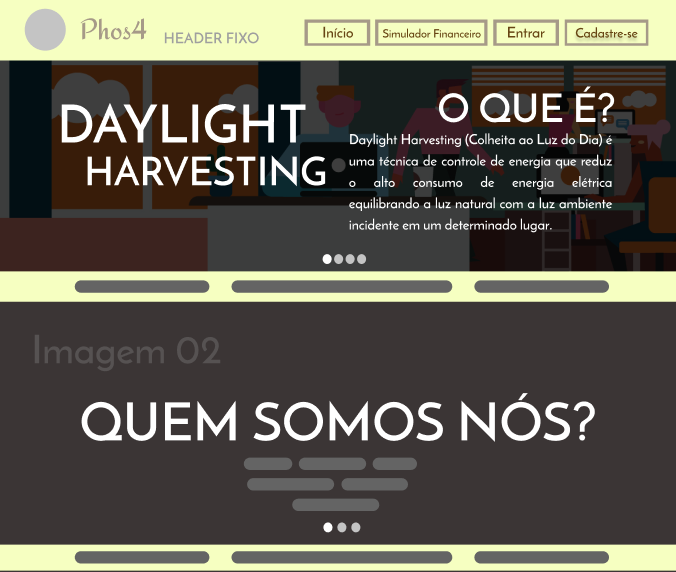 Phos4
HEADER FIXO
Início
Simulador Financeiro
Entrar
Cadastre-se
DAYLIGHT
HARVESTING
O QUE É?
Daylight Harvesting (Colheita ao Luz do Dia) é
uma técnica de controle de energia que reduz
o alto consumo de energia elétrica
equilibrando a luz natural com a luz ambiente
incidente em um determinado lugar.
Imagem 02
QUEM SOMOS NÓS?